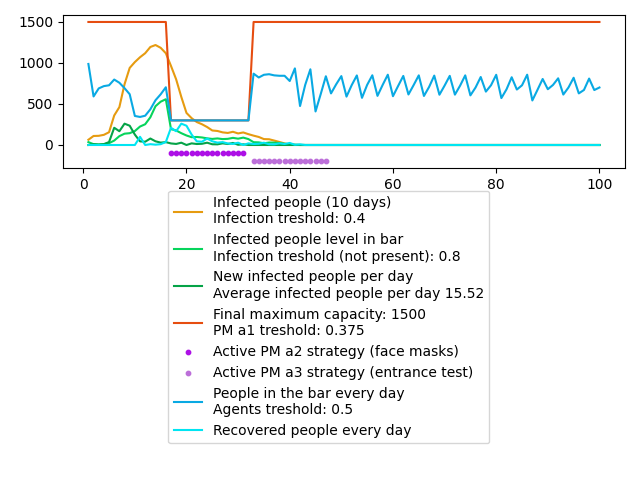 1500
1000
500
0
0 20 40 60 80 100
Infected people (10 days)
Infection treshold: 0.4
Infected people level in bar
Infection treshold (not present): 0.8
New infected people per day
Average infected people per day 15.52
Final maximum capacity: 1500
PM a1 treshold: 0.375
Active PM a2 strategy (face masks)
Active PM a3 strategy (entrance test)
People in the bar every day
Agents treshold: 0.5
Recovered people every day